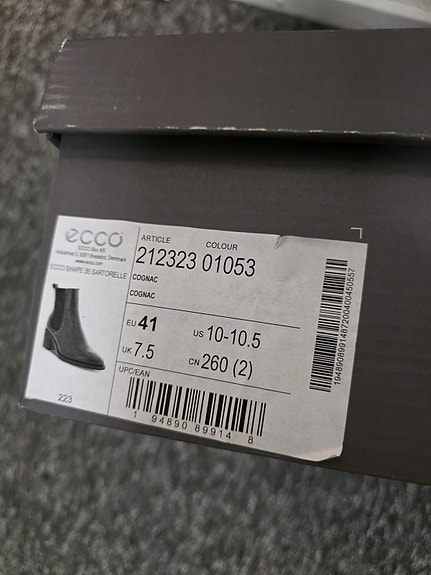 ecco
ECCO Sko A/S
Industrivej 5, 6261 Bredebro, Denmark
www.ecco.com
ECCO SHAPE 35 SARTORELLE
223
ARTICLE COLOUR
212323 01053
COGNAC
COGNAC
EU 41 US 10-10.5
UK 7.5 CN 260 (2)
UPC/EAN
1 94890 89914 8